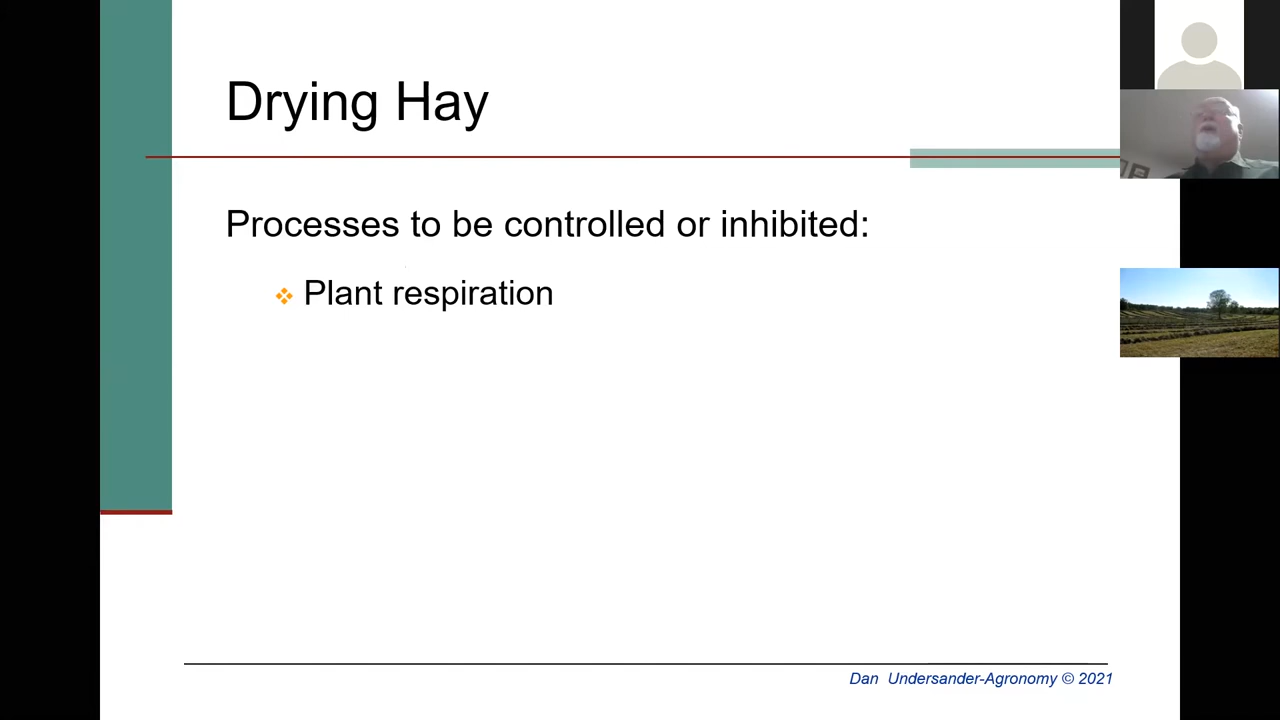 Drying Hay
Processes to be controlled or inhibited:
Plant respiration
Dan Undersander-Agronomy © 2021